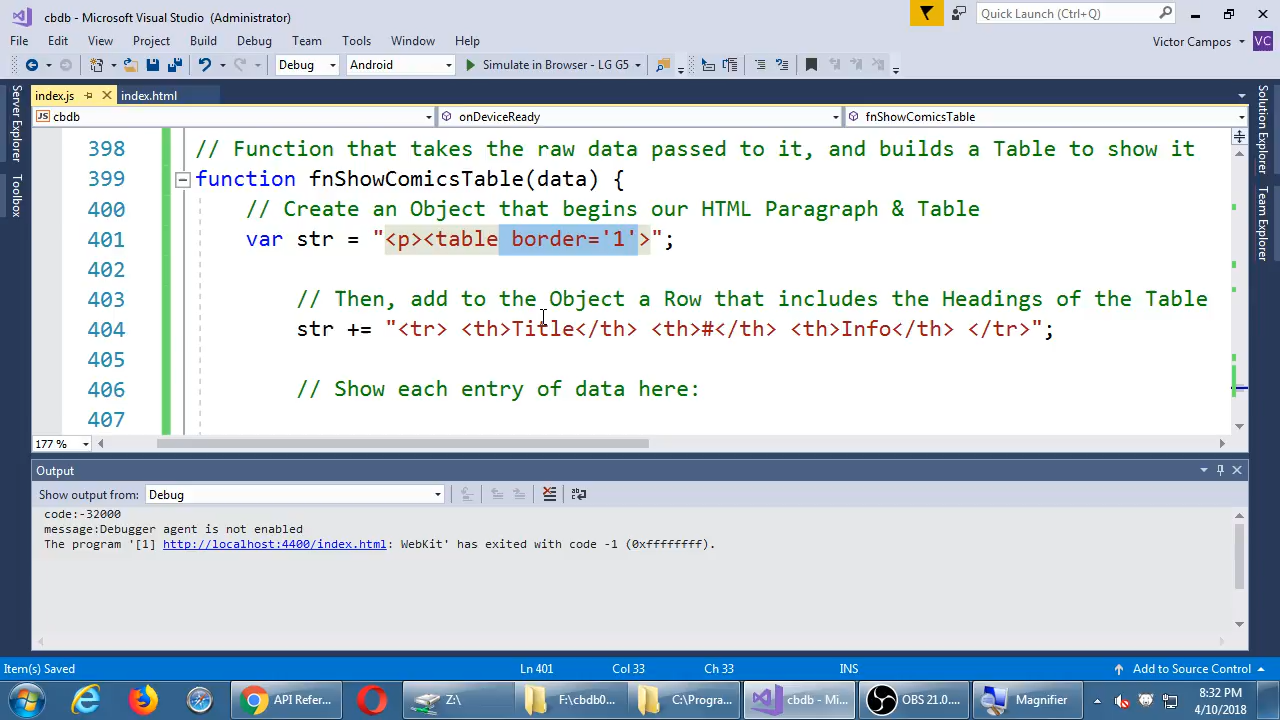 cbdb - Microsoft Visual Studio (Administrator)
Quick Launch (Ctrl+Q)
File Edit View Project Build Debug Team Tools Window Help
Victor Campos VC
Debug Android Simulate in Browser - LG G5
index.js index.html
JS cbdb onDeviceReady fnShowComicsTable
Server Explorer
Toolbox
Solution Explorer
Team Explorer
398 // Function that takes the raw data passed to it, and builds a Table to show it
399 function fnShowComicsTable(data) {
400 // Create an Object that begins our HTML Paragraph & Table
401 var str = "<p><table border='1'>";
402
403 // Then, add to the Object a Row that includes the Headings of the Table
404 str += "<tr> <th>Title</th> <th>#</th> <th>Info</th> </tr>";
405
406 // Show each entry of data here:
407
177 %
Output
Show output from: Debug
code:-32000
message:Debugger agent is not enabled
The program '[1] http://localhost:4400/index.html: WebKit' has exited with code -1 (0xffffffff).
Item(s) Saved Ln 401 Col 33 Ch 33 INS Add to Source Control
API Refer... Z:\ F:\cbdb0... C:\Progra... cbdb - Mi... OBS 21.0.... Magnifier
8:32 PM
4/10/2018